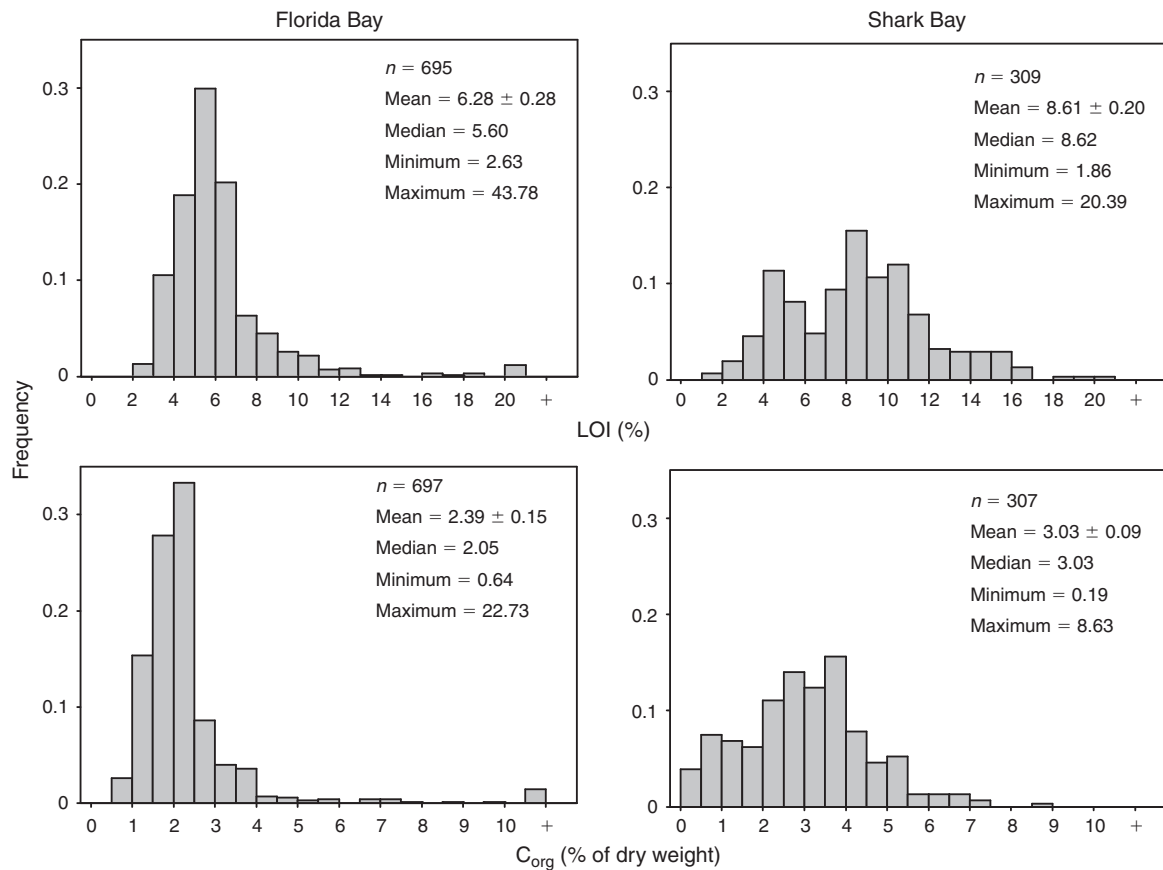 Florida Bay
Shark Bay
n = 695
Mean = 6.28 ± 0.28
Median = 5.60
Minimum = 2.63
Maximum = 43.78
n = 309
Mean = 8.61 ± 0.20
Median = 8.62
Minimum = 1.86
Maximum = 20.39
0.3
0.2
0.1
0
0.3
0.2
0.1
0
0 2 4 6 8 10 12 14 16 18 20 +
0 2 4 6 8 10 12 14 16 18 20 +
LOI (%)
Frequency
n = 697
Mean = 2.39 ± 0.15
Median = 2.05
Minimum = 0.64
Maximum = 22.73
n = 307
Mean = 3.03 ± 0.09
Median = 3.03
Minimum = 0.19
Maximum = 8.63
0.3
0.2
0.1
0
0.3
0.2
0.1
0
0 1 2 3 4 5 6 7 8 9 10 +
0 1 2 3 4 5 6 7 8 9 10 +
Corg (% of dry weight)